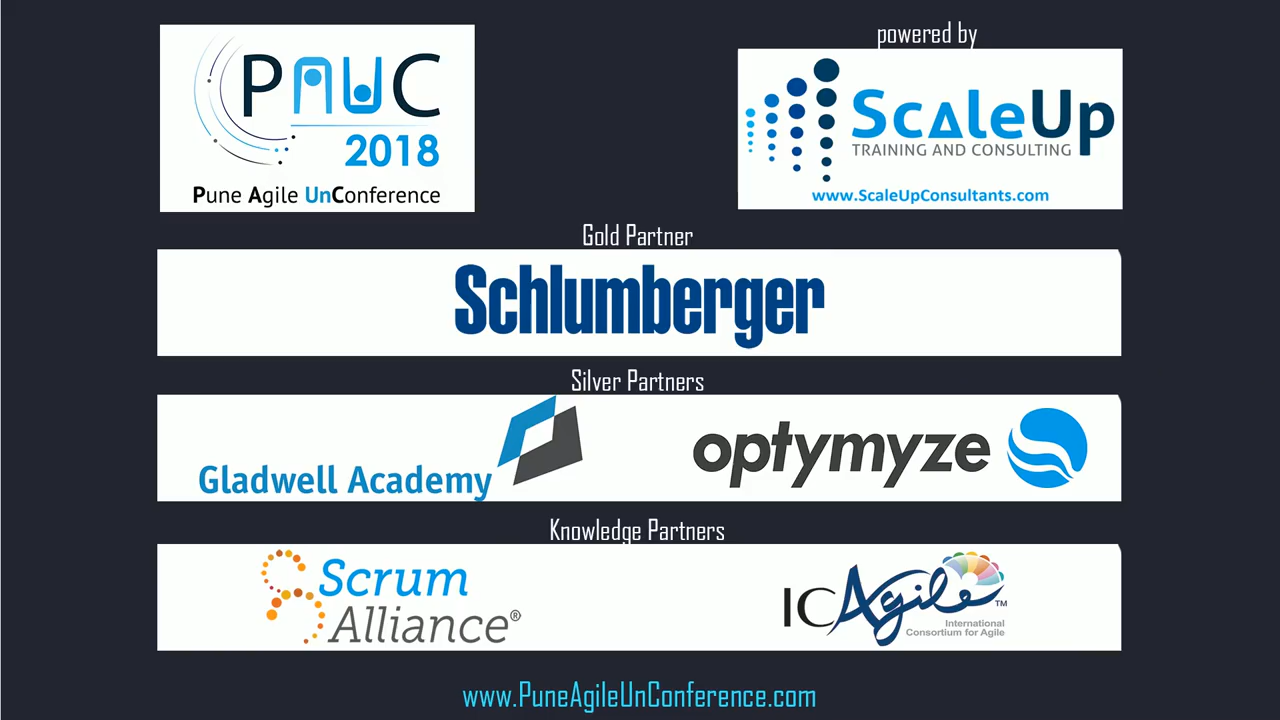 PAUC
2018
Pune Agile UnConference
powered by
ScaleUp
TRAINING AND CONSULTING
www.ScaleUpConsultants.com
Gold Partner
Schlumberger
Silver Partners
Gladwell Academy
optymyze
Knowledge Partners
Scrum
Alliance®
ICAgile™
International
Consortium for Agile
www.PuneAgileUnConference.com